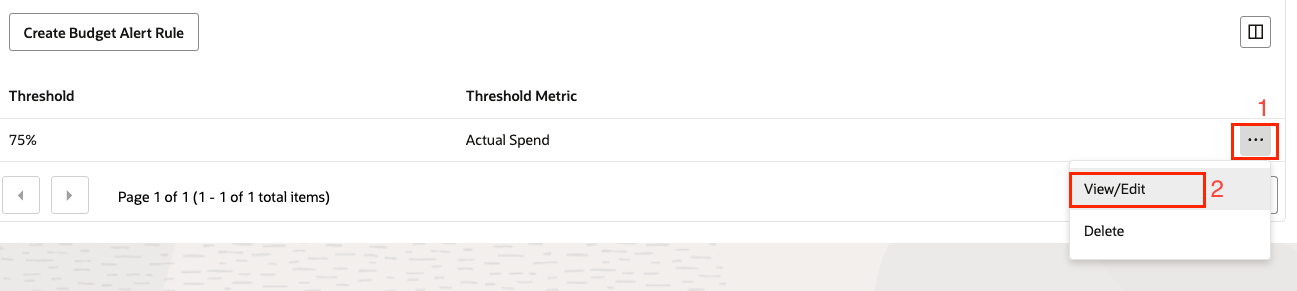 Create Budget Alert Rule
Threshold Threshold Metric
1
75% Actual Spend ...
Page 1 of 1 (1 - 1 of 1 total items)
View/Edit 2
Delete